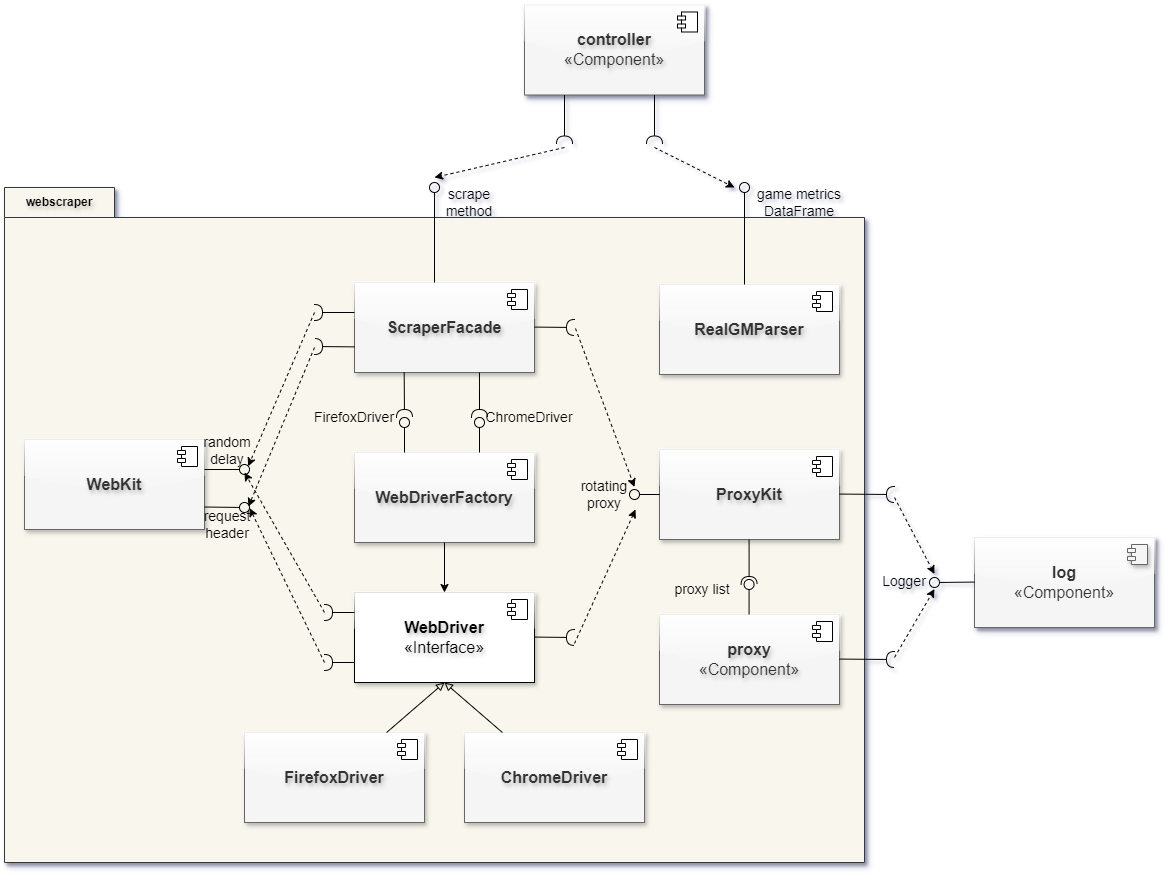 controller
«Component»
scrape
method
game metrics
DataFrame
webscraper
ScraperFacade
RealGMParser
FirefoxDriver
ChromeDriver
random
delay
WebKit
request
header
WebDriverFactory
rotating
proxy
ProxyKit
Logger
log
«Component»
proxy list
WebDriver
«Interface»
proxy
«Component»
FirefoxDriver
ChromeDriver